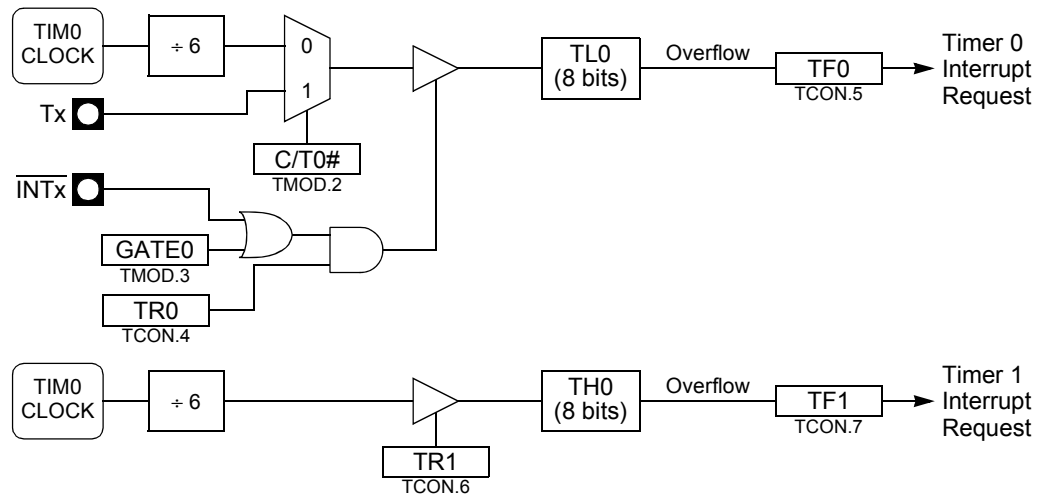 TIM0
CLOCK
÷ 6
0
1
Tx
C/T0#
TMOD.2
TL0
(8 bits)
Overflow
TF0
TCON.5
Timer 0
Interrupt
Request
INTx
GATE0
TMOD.3
TR0
TCON.4
TIM0
CLOCK
÷ 6
TR1
TCON.6
TH0
(8 bits)
Overflow
TF1
TCON.7
Timer 1
Interrupt
Request